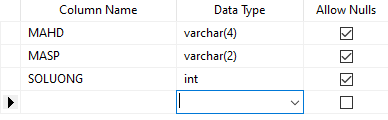 Column Name Data Type Allow Nulls
MAHD varchar(4)
MASP varchar(2)
SOLUONG int